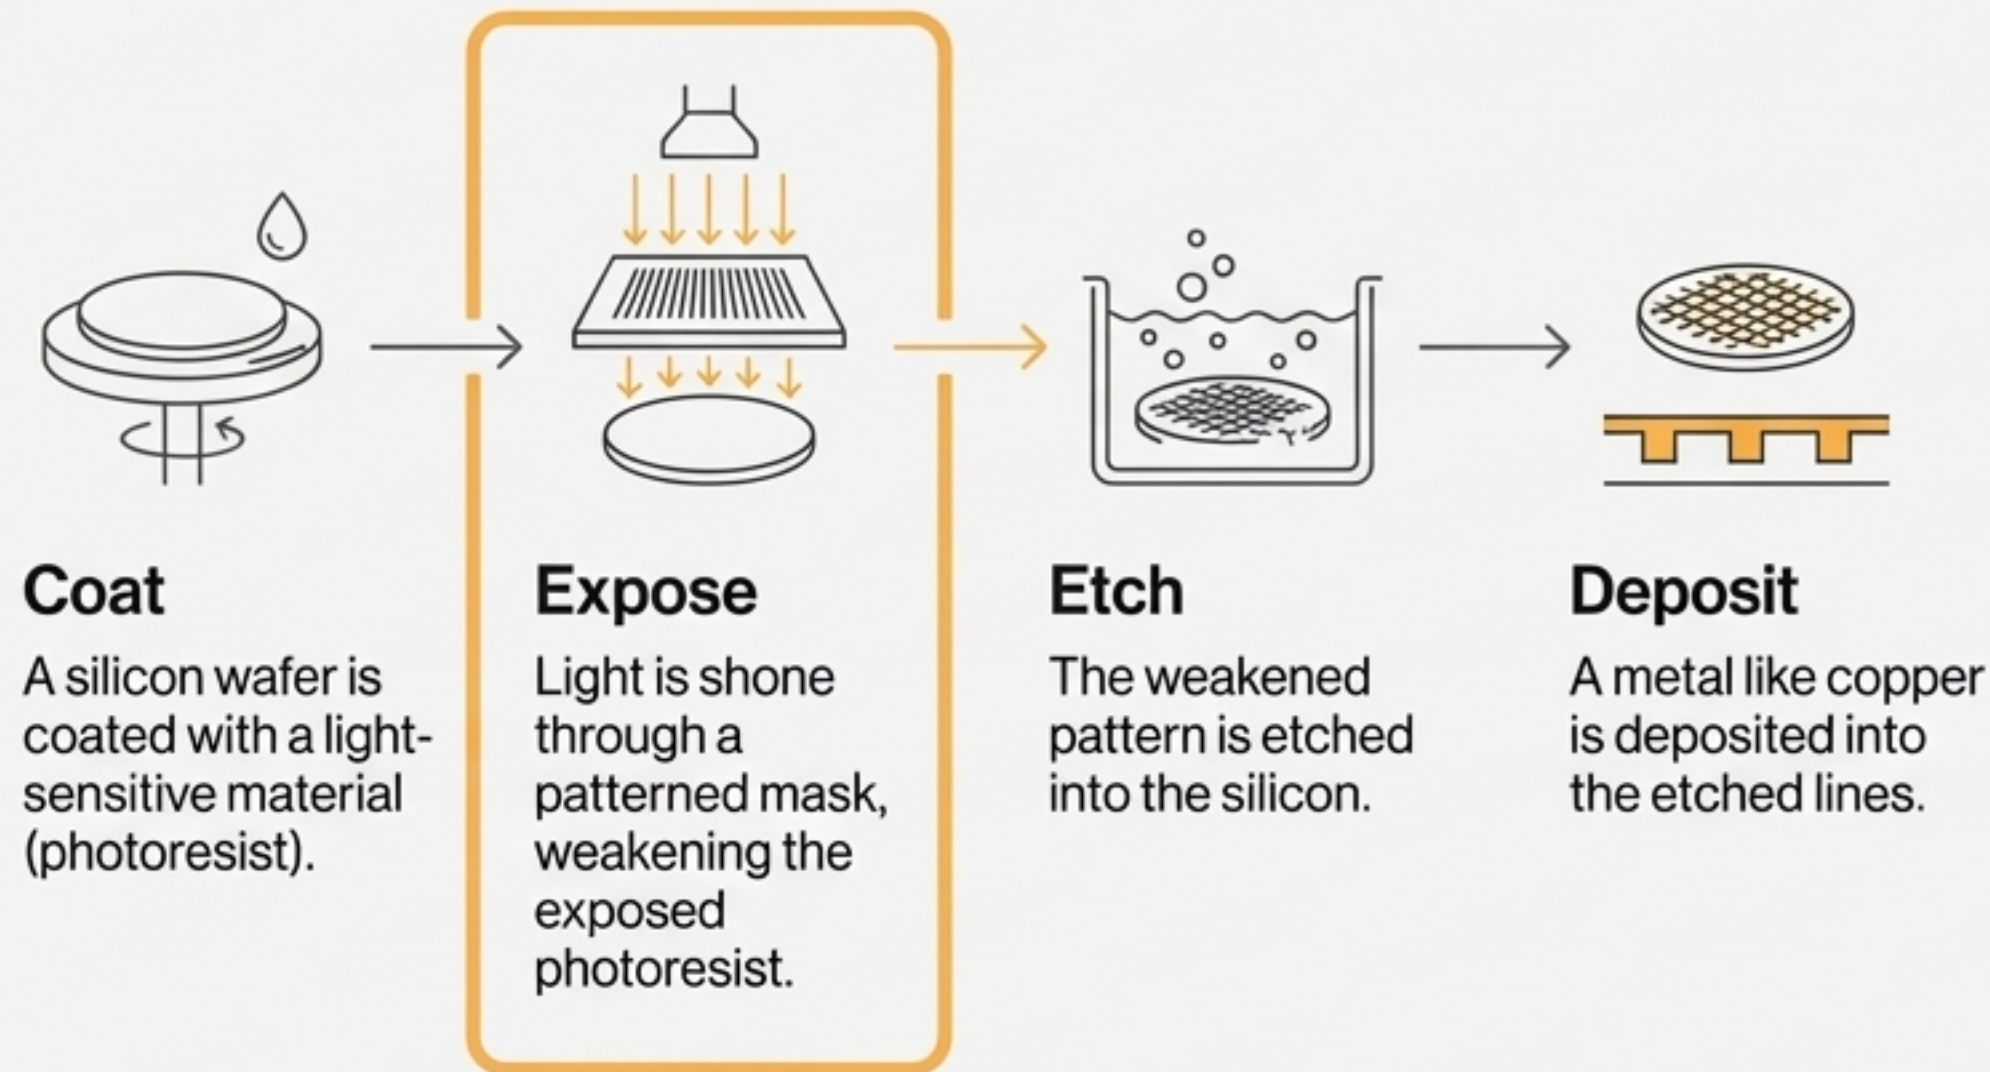 Coat
A silicon wafer is
coated with a light-
sensitive material
(photoresist).
Expose
Light is shone
through a
patterned mask,
weakening the
exposed
photoresist.
Etch
The weakened
pattern is etched
into the silicon.
Deposit
A metal like copper
is deposited into
the etched lines.